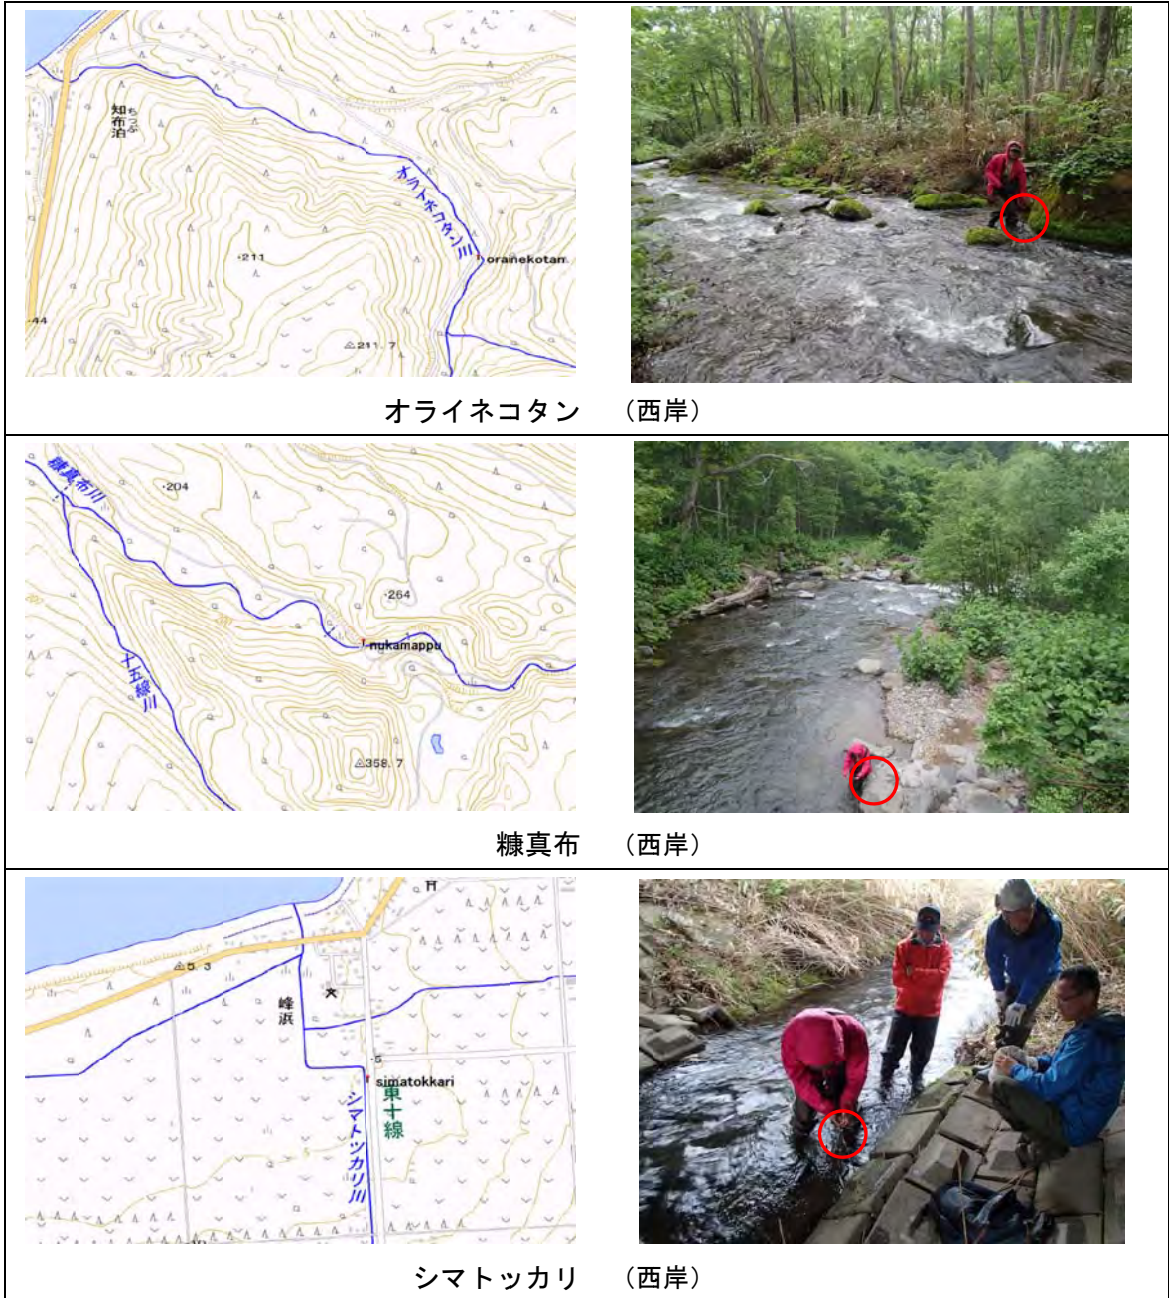 知布泊
ちっぷ
オライネコタン川
oranekotan
・211
・44
211.7
オライネコタン （西岸）
糠真布川
・204
・264
nukamappu
十五線川
358.7
糠真布 （西岸）
5.3
峰浜
・5
simatokkari
東十線
シマトッカリ川
シマトッカリ （西岸）